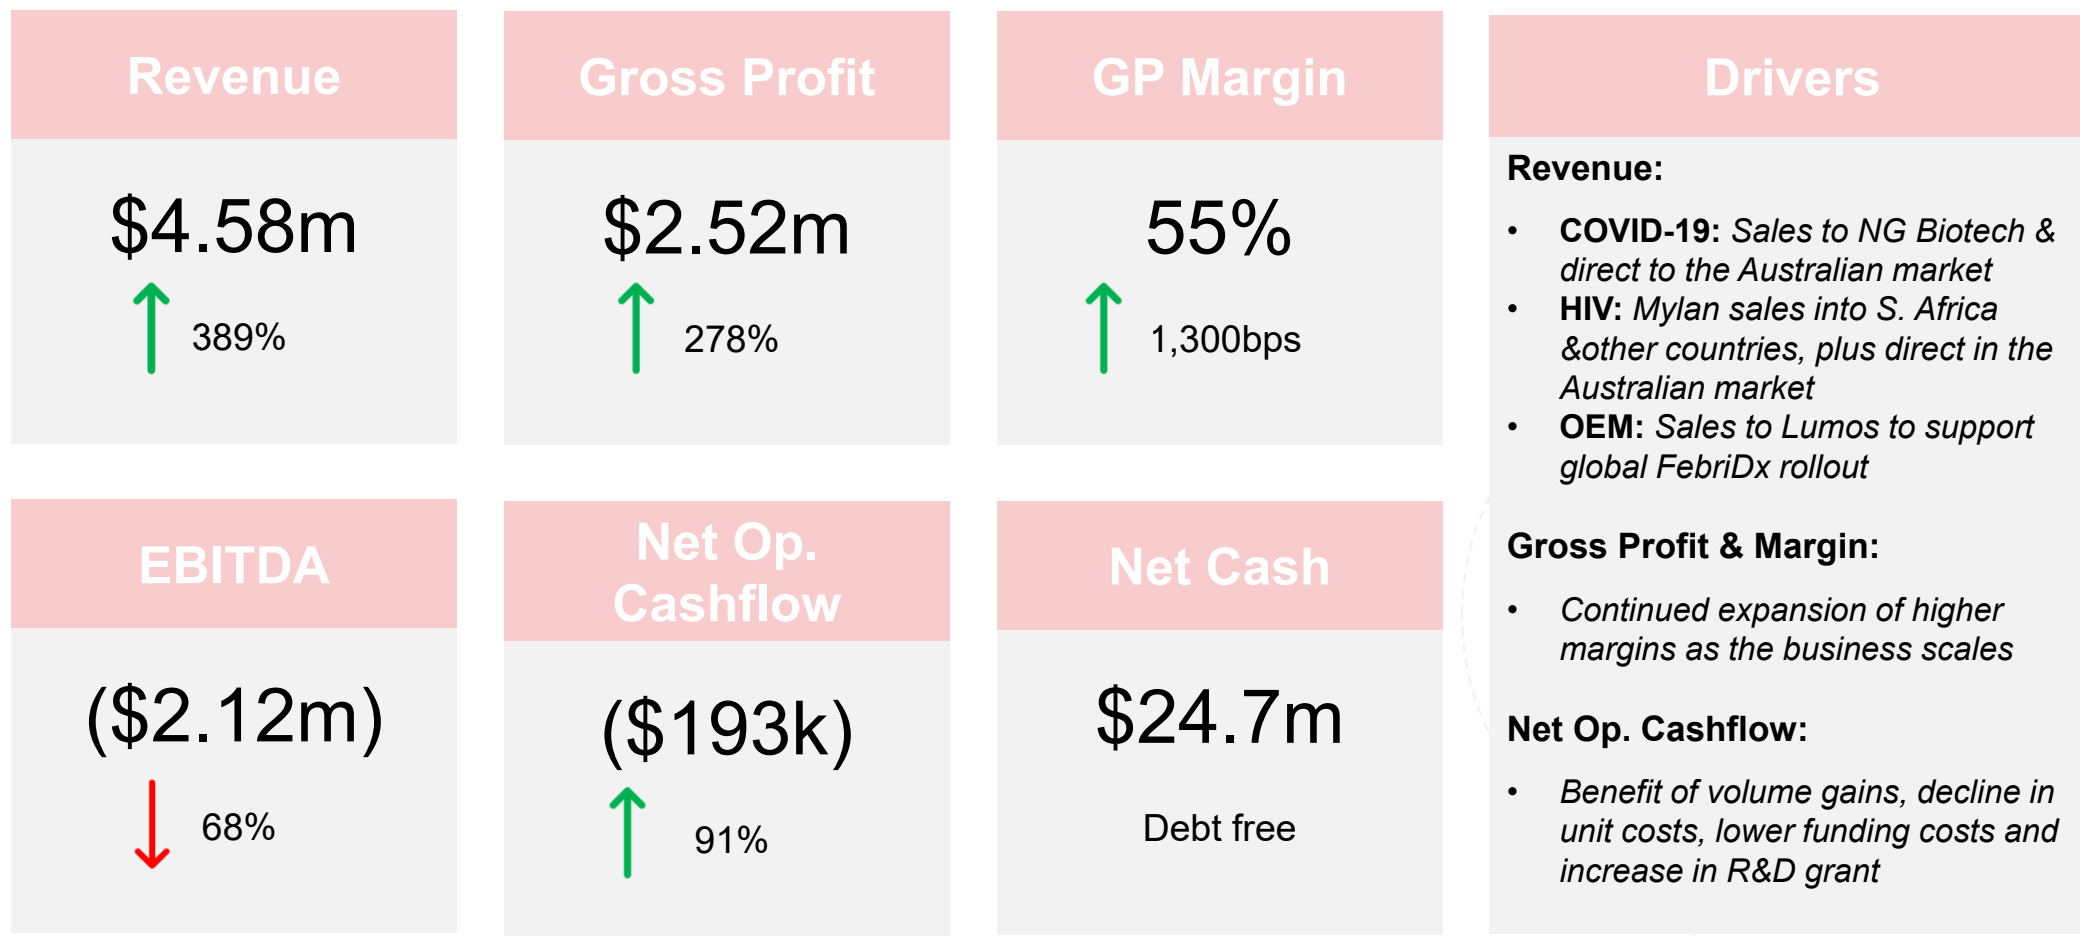 Revenue
$4.58m
389%
Gross Profit
$2.52m
278%
GP Margin
55%
1,300bps
EBITDA
($2.12m)
68%
Net Op.
Cashflow
($193k)
91%
Net Cash
$24.7m
Debt free
Drivers
Revenue:
• COVID-19: Sales to NG Biotech &
direct to the Australian market
• HIV: Mylan sales into S. Africa
&other countries, plus direct in the
Australian market
• OEM: Sales to Lumos to support
global FebriDx rollout
Gross Profit & Margin:
• Continued expansion of higher
margins as the business scales
Net Op. Cashflow:
• Benefit of volume gains, decline in
unit costs, lower funding costs and
increase in R&D grant